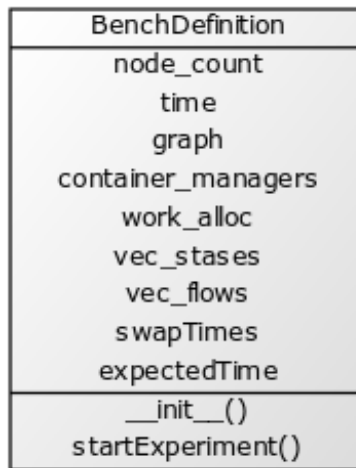 BenchDefinition
node_count
time
graph
container_managers
work_alloc
vec_stases
vec_flows
swapTimes
expectedTime
__init__()
startExperiment()